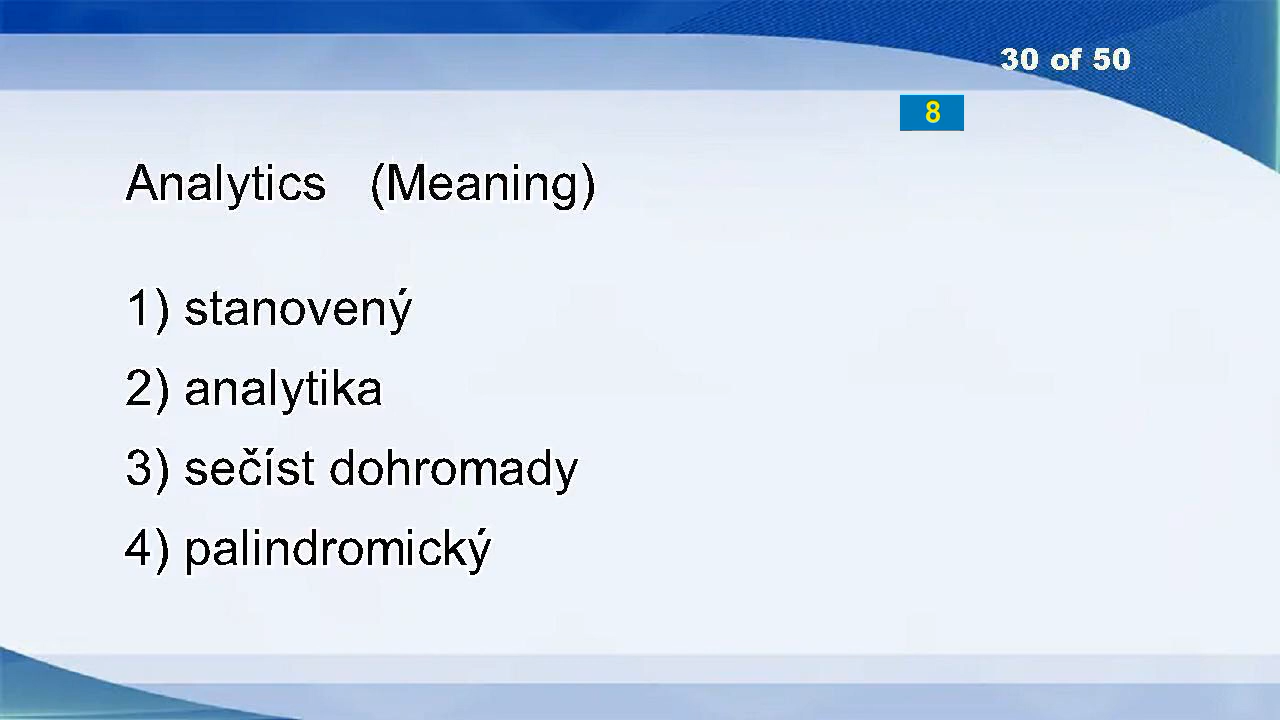 30 of 50
8
Analytics (Meaning)
1) stanovený
2) analytika
3) sečíst dohromady
4) palindromický